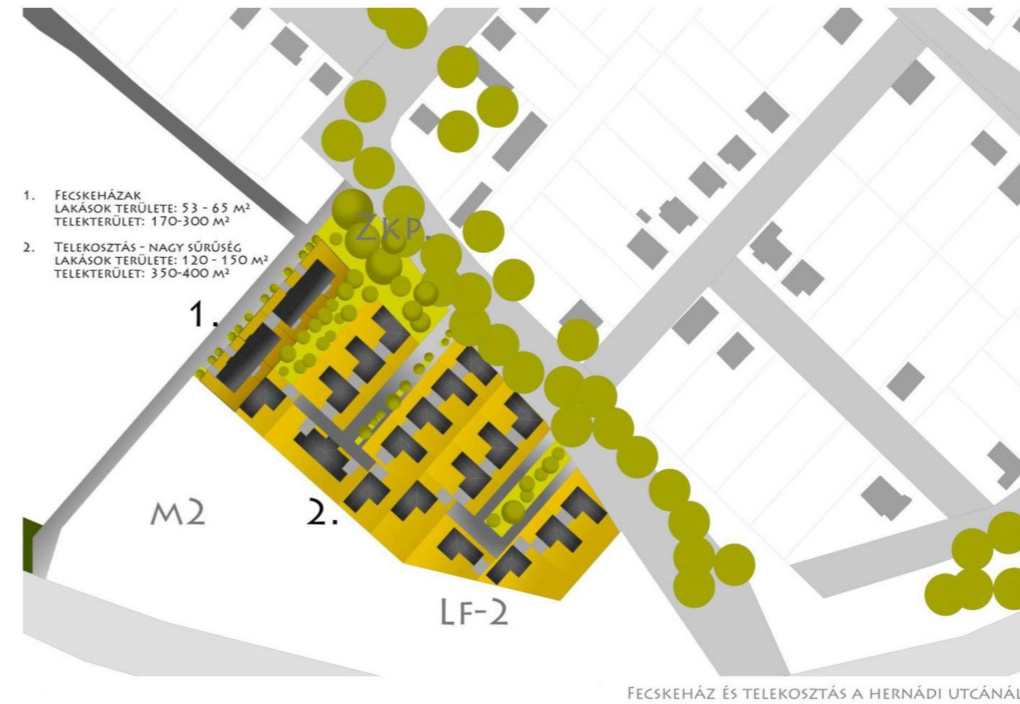 1. Fecskeházak
lakások területe: 53 - 65 m²
telekterület: 170-300 m²
2. Telekosztás - nagy sűrűség
lakások területe: 120 - 150 m²
telekterület: 350-400 m²
Zkp.
1.
m2
2.
Lf-2
Fecskeház és telekosztás a Hernádi utcánál